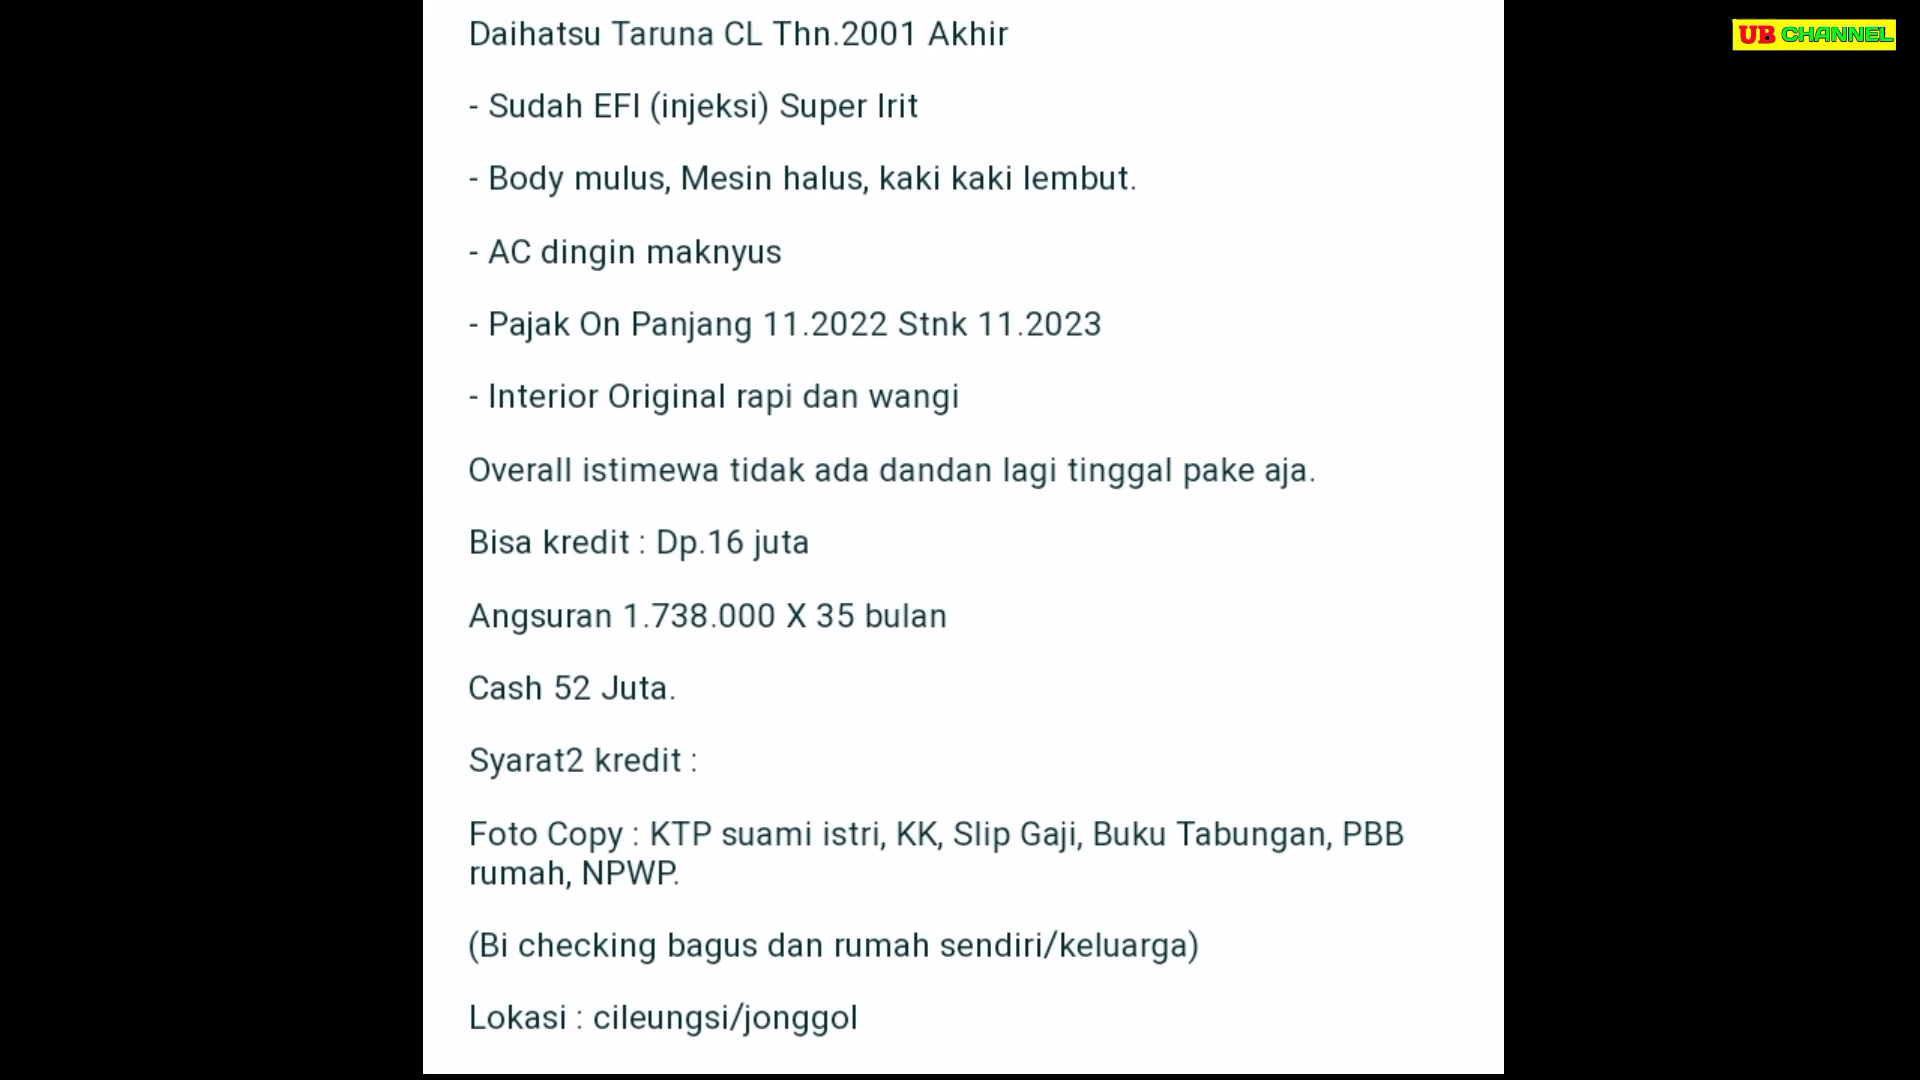 Daihatsu Taruna CL Thn.2001 Akhir
UB CHANNEL
- Sudah EFI (injeksi) Super Irit
- Body mulus, Mesin halus, kaki kaki lembut.
- AC dingin maknyus
- Pajak On Panjang 11.2022 Stnk 11.2023
- Interior Original rapi dan wangi
Overall istimewa tidak ada dandan lagi tinggal pake aja.
Bisa kredit : Dp.16 juta
Angsuran 1.738.000 X 35 bulan
Cash 52 Juta.
Syarat2 kredit :
Foto Copy : KTP suami istri, KK, Slip Gaji, Buku Tabungan, PBB
rumah, NPWP.
(Bi checking bagus dan rumah sendiri/keluarga)
Lokasi : cileungsi/jonggol